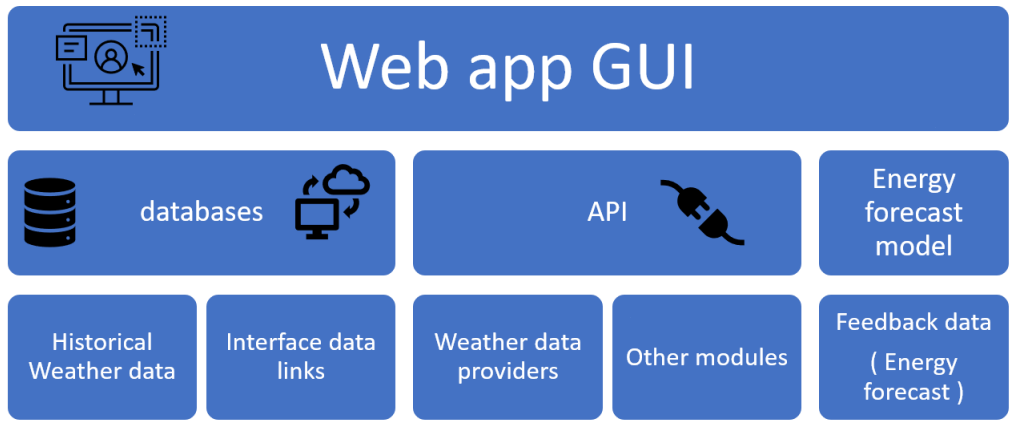 Web app GUI
databases
API
Energy
forecast
model
Historical
Weather data
Interface data
links
Weather data
providers
Other modules
Feedback data
( Energy
forecast )